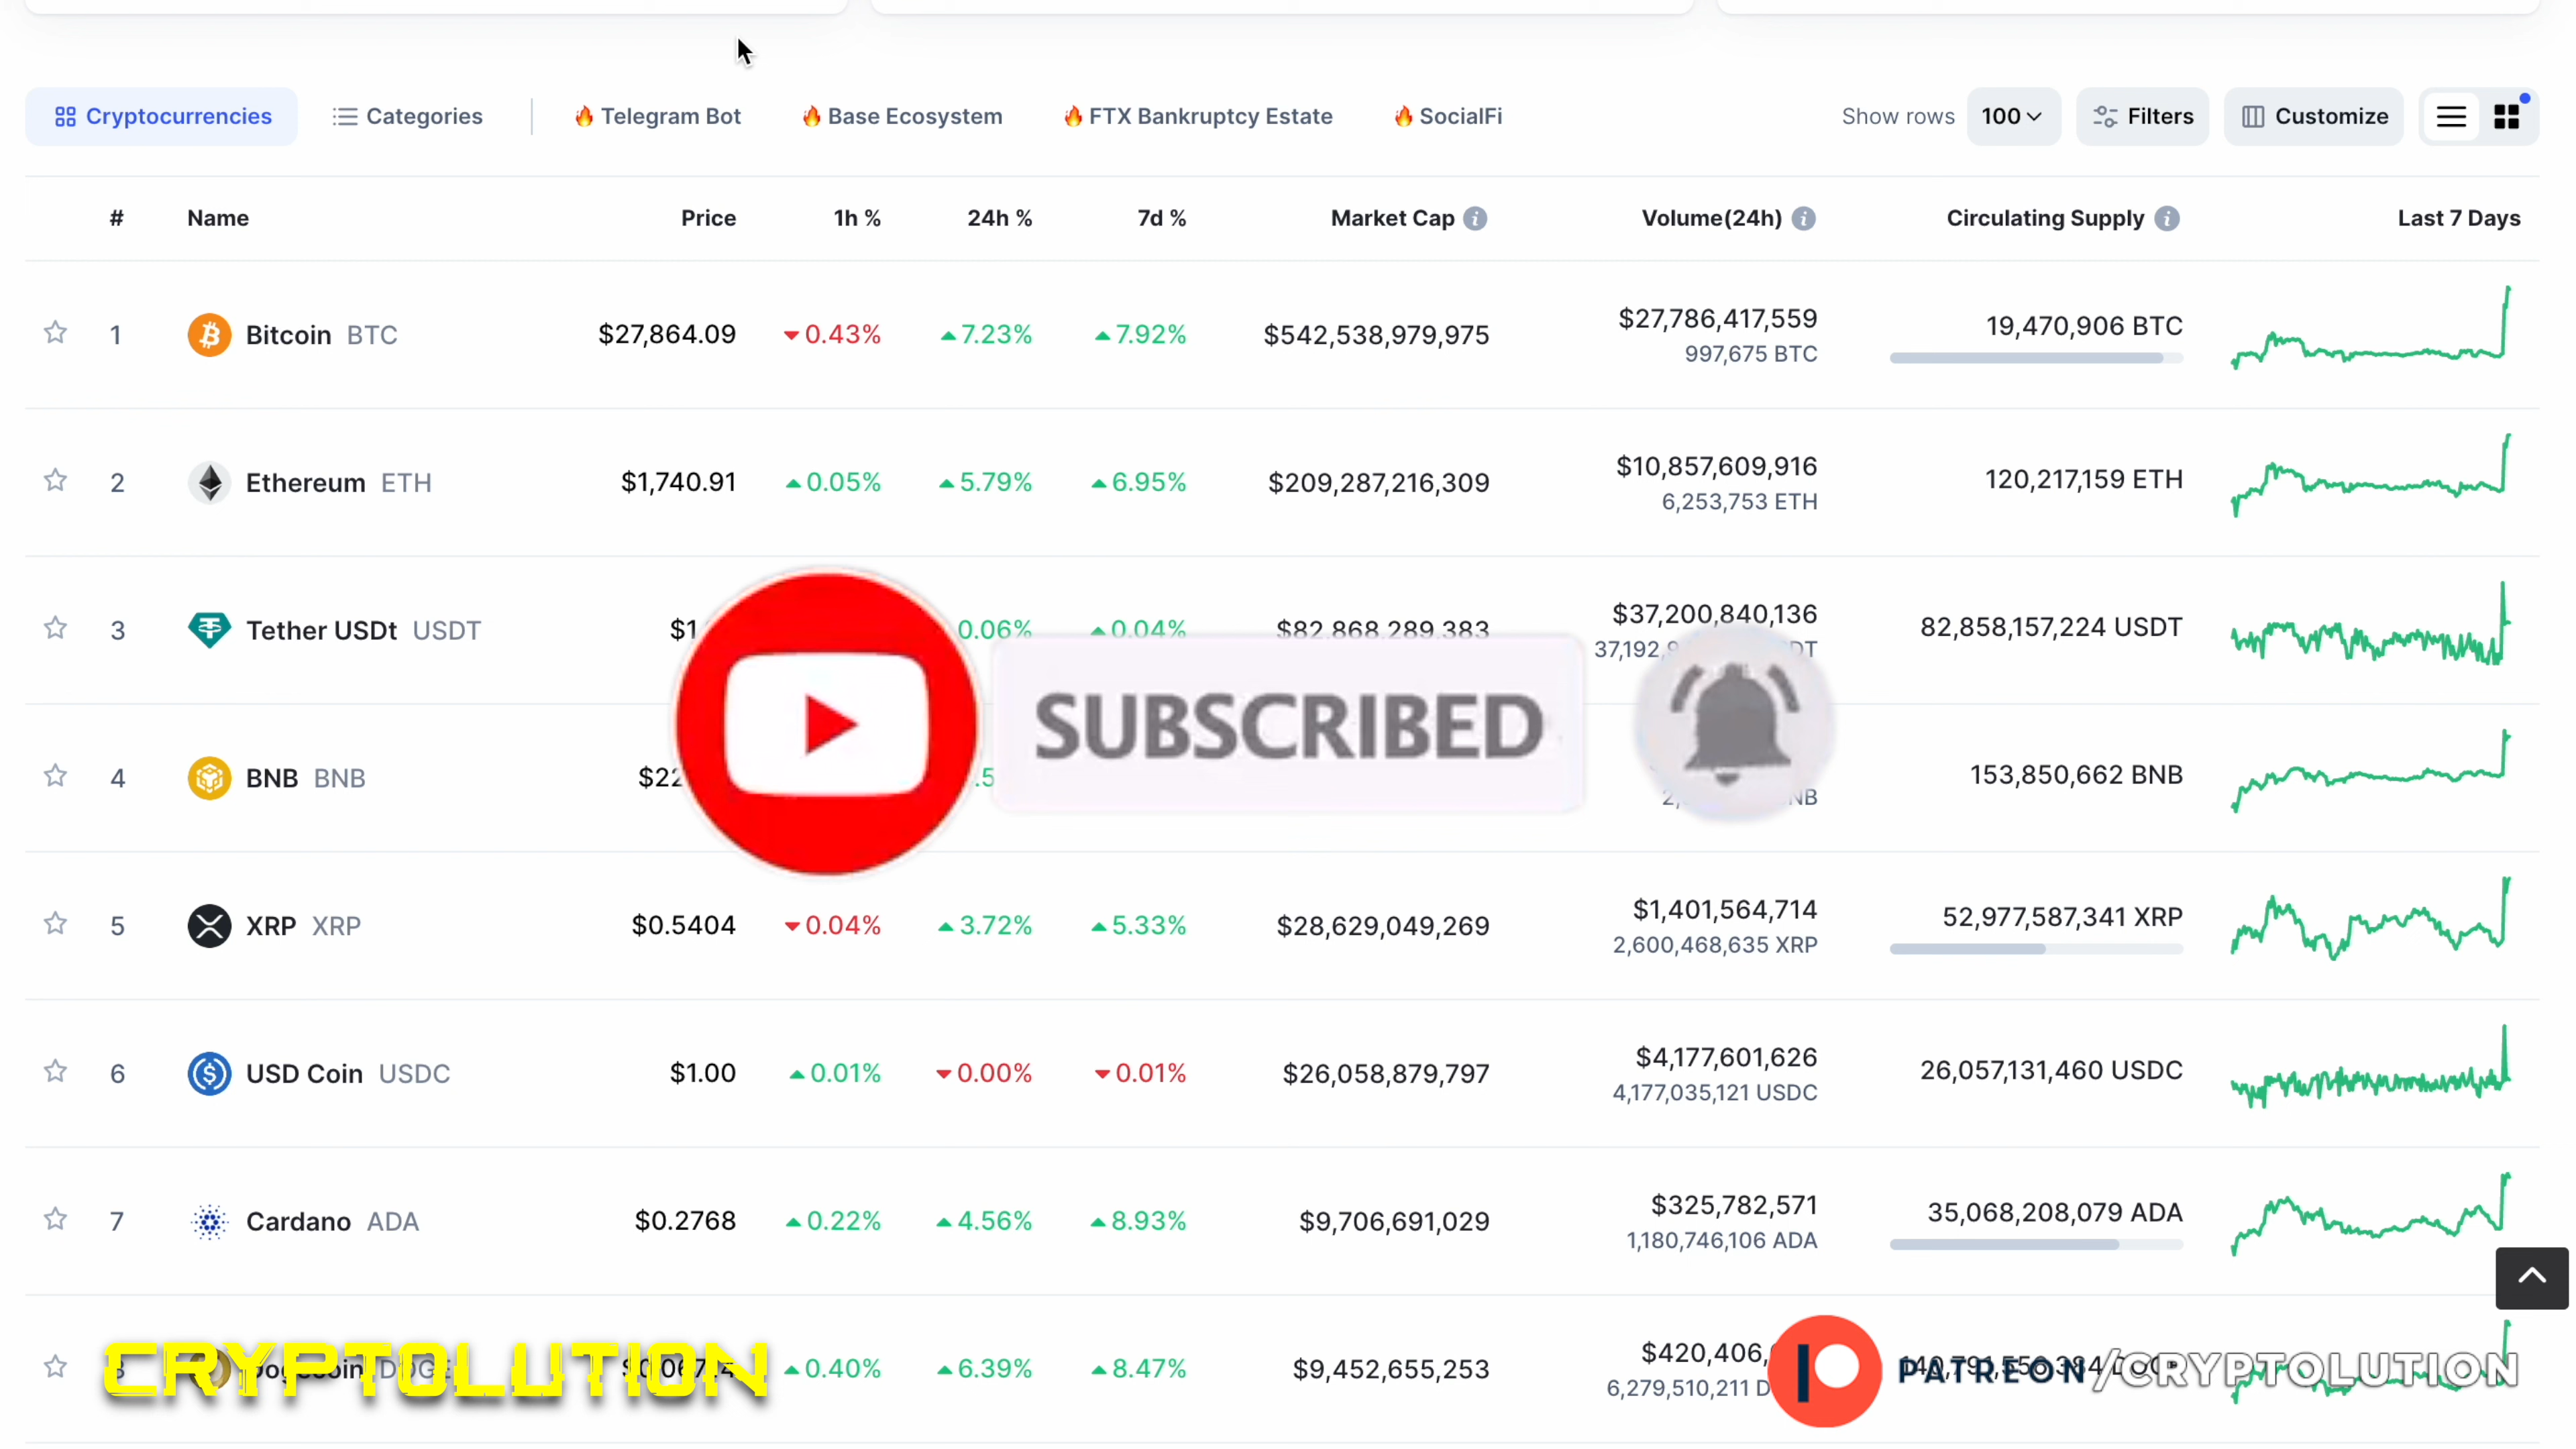 Cryptocurrencies Categories Telegram Bot Base Ecosystem FTX Bankruptcy Estate SocialFi Show rows 100 Filters Customize
# Name Price 1h % 24h % 7d % Market Cap Volume(24h) Circulating Supply Last 7 Days
1 Bitcoin BTC $27,864.09 0.43% 7.23% 7.92% $542,538,979,975 $27,786,417,559 19,470,906 BTC
997,675 BTC
2 Ethereum ETH $1,740.91 0.05% 5.79% 6.95% $209,287,216,309 $10,857,609,916 120,217,159 ETH
6,253,753 ETH
3 Tether USDt USDT $1 0.06% 0.04% $82,868,289,383 $37,200,840,136 82,858,157,224 USDT
37,192
SUBSCRIBED
4 BNB BNB $22 153,850,662 BNB
5 XRP XRP $0.5404 0.04% 3.72% 5.33% $28,629,049,269 $1,401,564,714 52,977,587,341 XRP
2,600,468,635 XRP
6 USD Coin USDC $1.00 0.01% 0.00% 0.01% $26,058,879,797 $4,177,601,626 26,057,131,460 USDC
4,177,035,121 USDC
7 Cardano ADA $0.2768 0.22% 4.56% 8.93% $9,706,691,029 $325,782,571 35,068,208,079 ADA
1,180,746,106 ADA
0.40% 6.39% 8.47% $9,452,655,253 $420,406,
6,279,510,211 D
CRYPTOLUTION
PATREON/CRYPTOLUTION